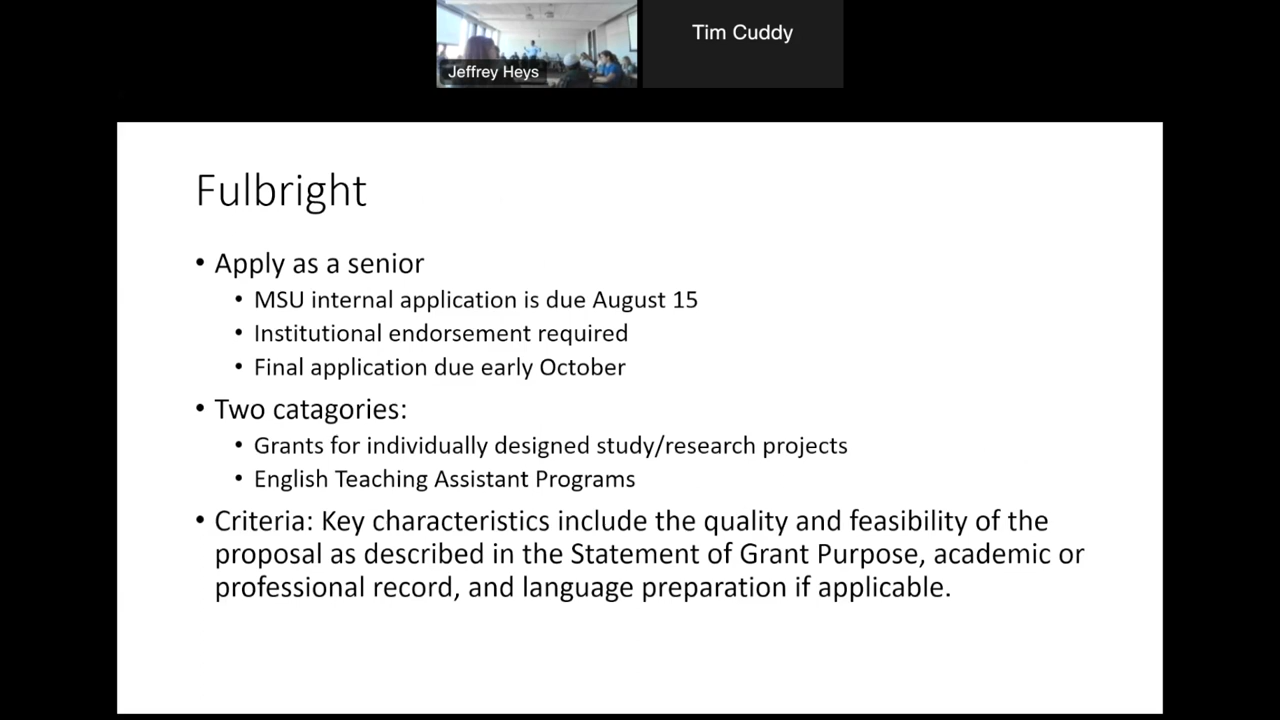 Jeffrey Heys
Tim Cuddy
Fulbright
• Apply as a senior
• MSU internal application is due August 15
• Institutional endorsement required
• Final application due early October
• Two catagories:
• Grants for individually designed study/research projects
• English Teaching Assistant Programs
• Criteria: Key characteristics include the quality and feasibility of the
proposal as described in the Statement of Grant Purpose, academic or
professional record, and language preparation if applicable.